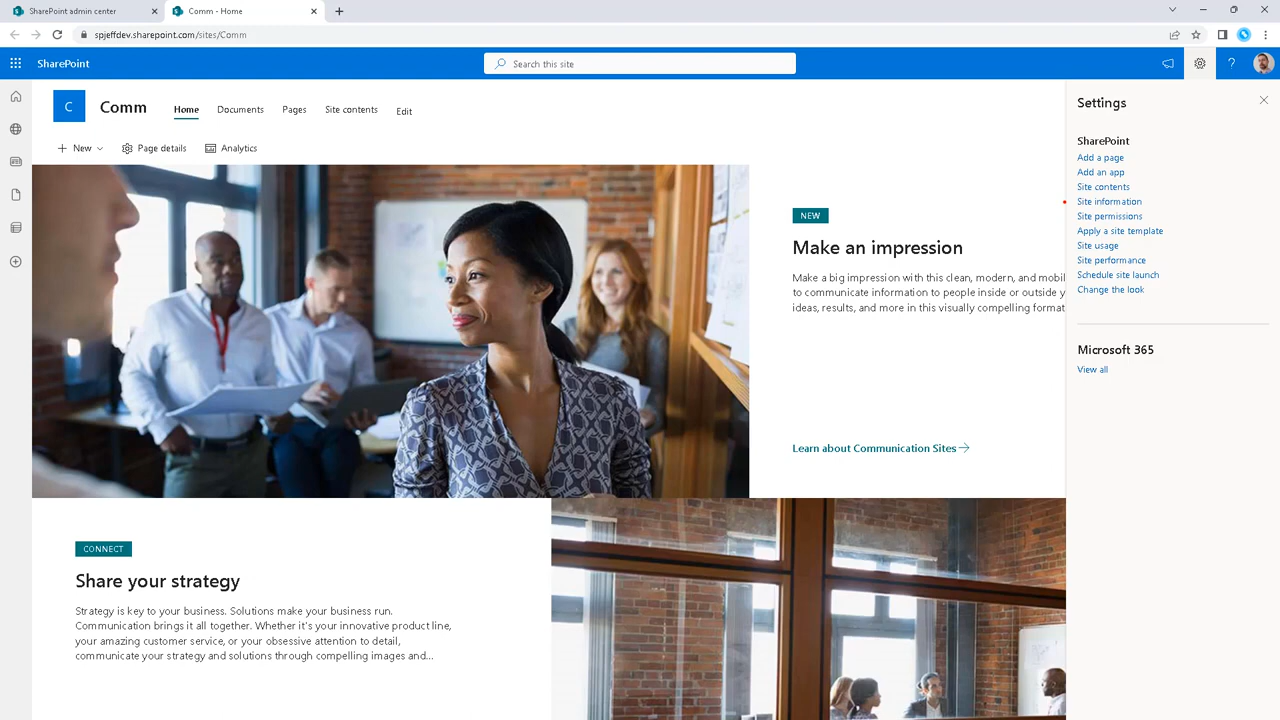 SharePoint admin center
Comm - Home
spjeffdev.sharepoint.com/sites/Comm
SharePoint
Search this site
C
Comm
Home
Documents
Pages
Site contents
Edit
New
Page details
Analytics
NEW
Make an impression
Make a big impression with this clean, modern, and mobil
to communicate information to people inside or outside y
ideas, results, and more in this visually compelling format
Learn about Communication Sites
CONNECT
Share your strategy
Strategy is key to your business. Solutions make your business run.
Communication brings it all together. Whether it's your innovative product line,
your amazing customer service, or your obsessive attention to detail,
communicate your strategy and solutions through compelling images and...
Settings
SharePoint
Add a page
Add an app
Site contents
Site information
Site permissions
Apply a site template
Site usage
Site performance
Schedule site launch
Change the look
Microsoft 365
View all